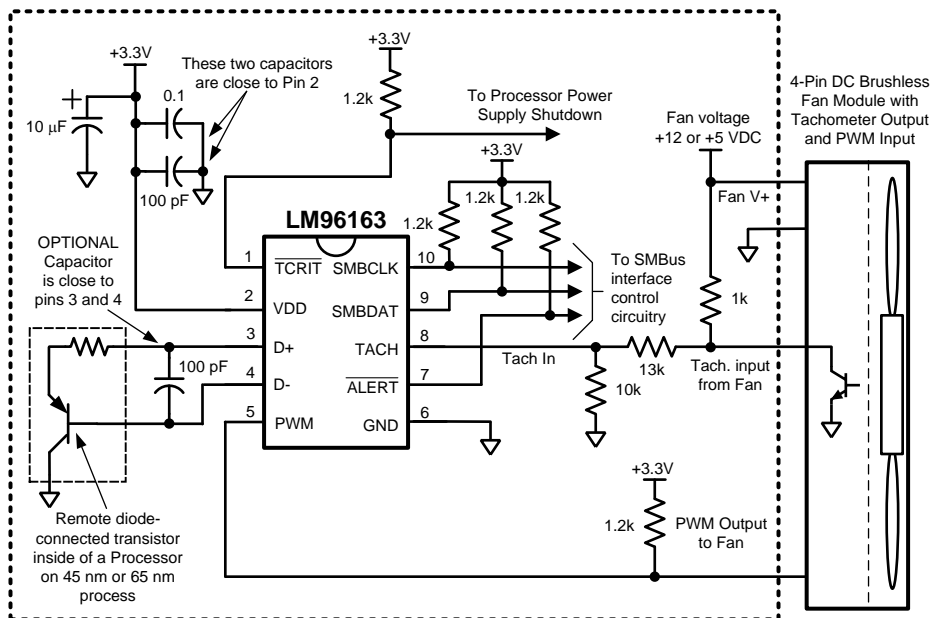 +3.3V
These two capacitors
are close to Pin 2
0.1
10 µF
100 pF
+3.3V
1.2k
To Processor Power
Supply Shutdown
+3.3V
1.2k
1.2k
1.2k
Fan voltage
+12 or +5 VDC
Fan V+
4-Pin DC Brushless
Fan Module with
Tachometer Output
and PWM Input
OPTIONAL
Capacitor
is close to
pins 3 and 4
LM96163
1
TCRIT
SMBCLK
10
2
VDD
SMBDAT
9
3
D+
TACH
8
4
D-
ALERT
7
5
PWM
GND
6
100 pF
To SMBus
interface
control
circuitry
Tach In
13k
10k
1k
Tach. input
from Fan
Remote diode-
connected transistor
inside of a Processor
on 45 nm or 65 nm
process
+3.3V
1.2k
PWM Output
to Fan